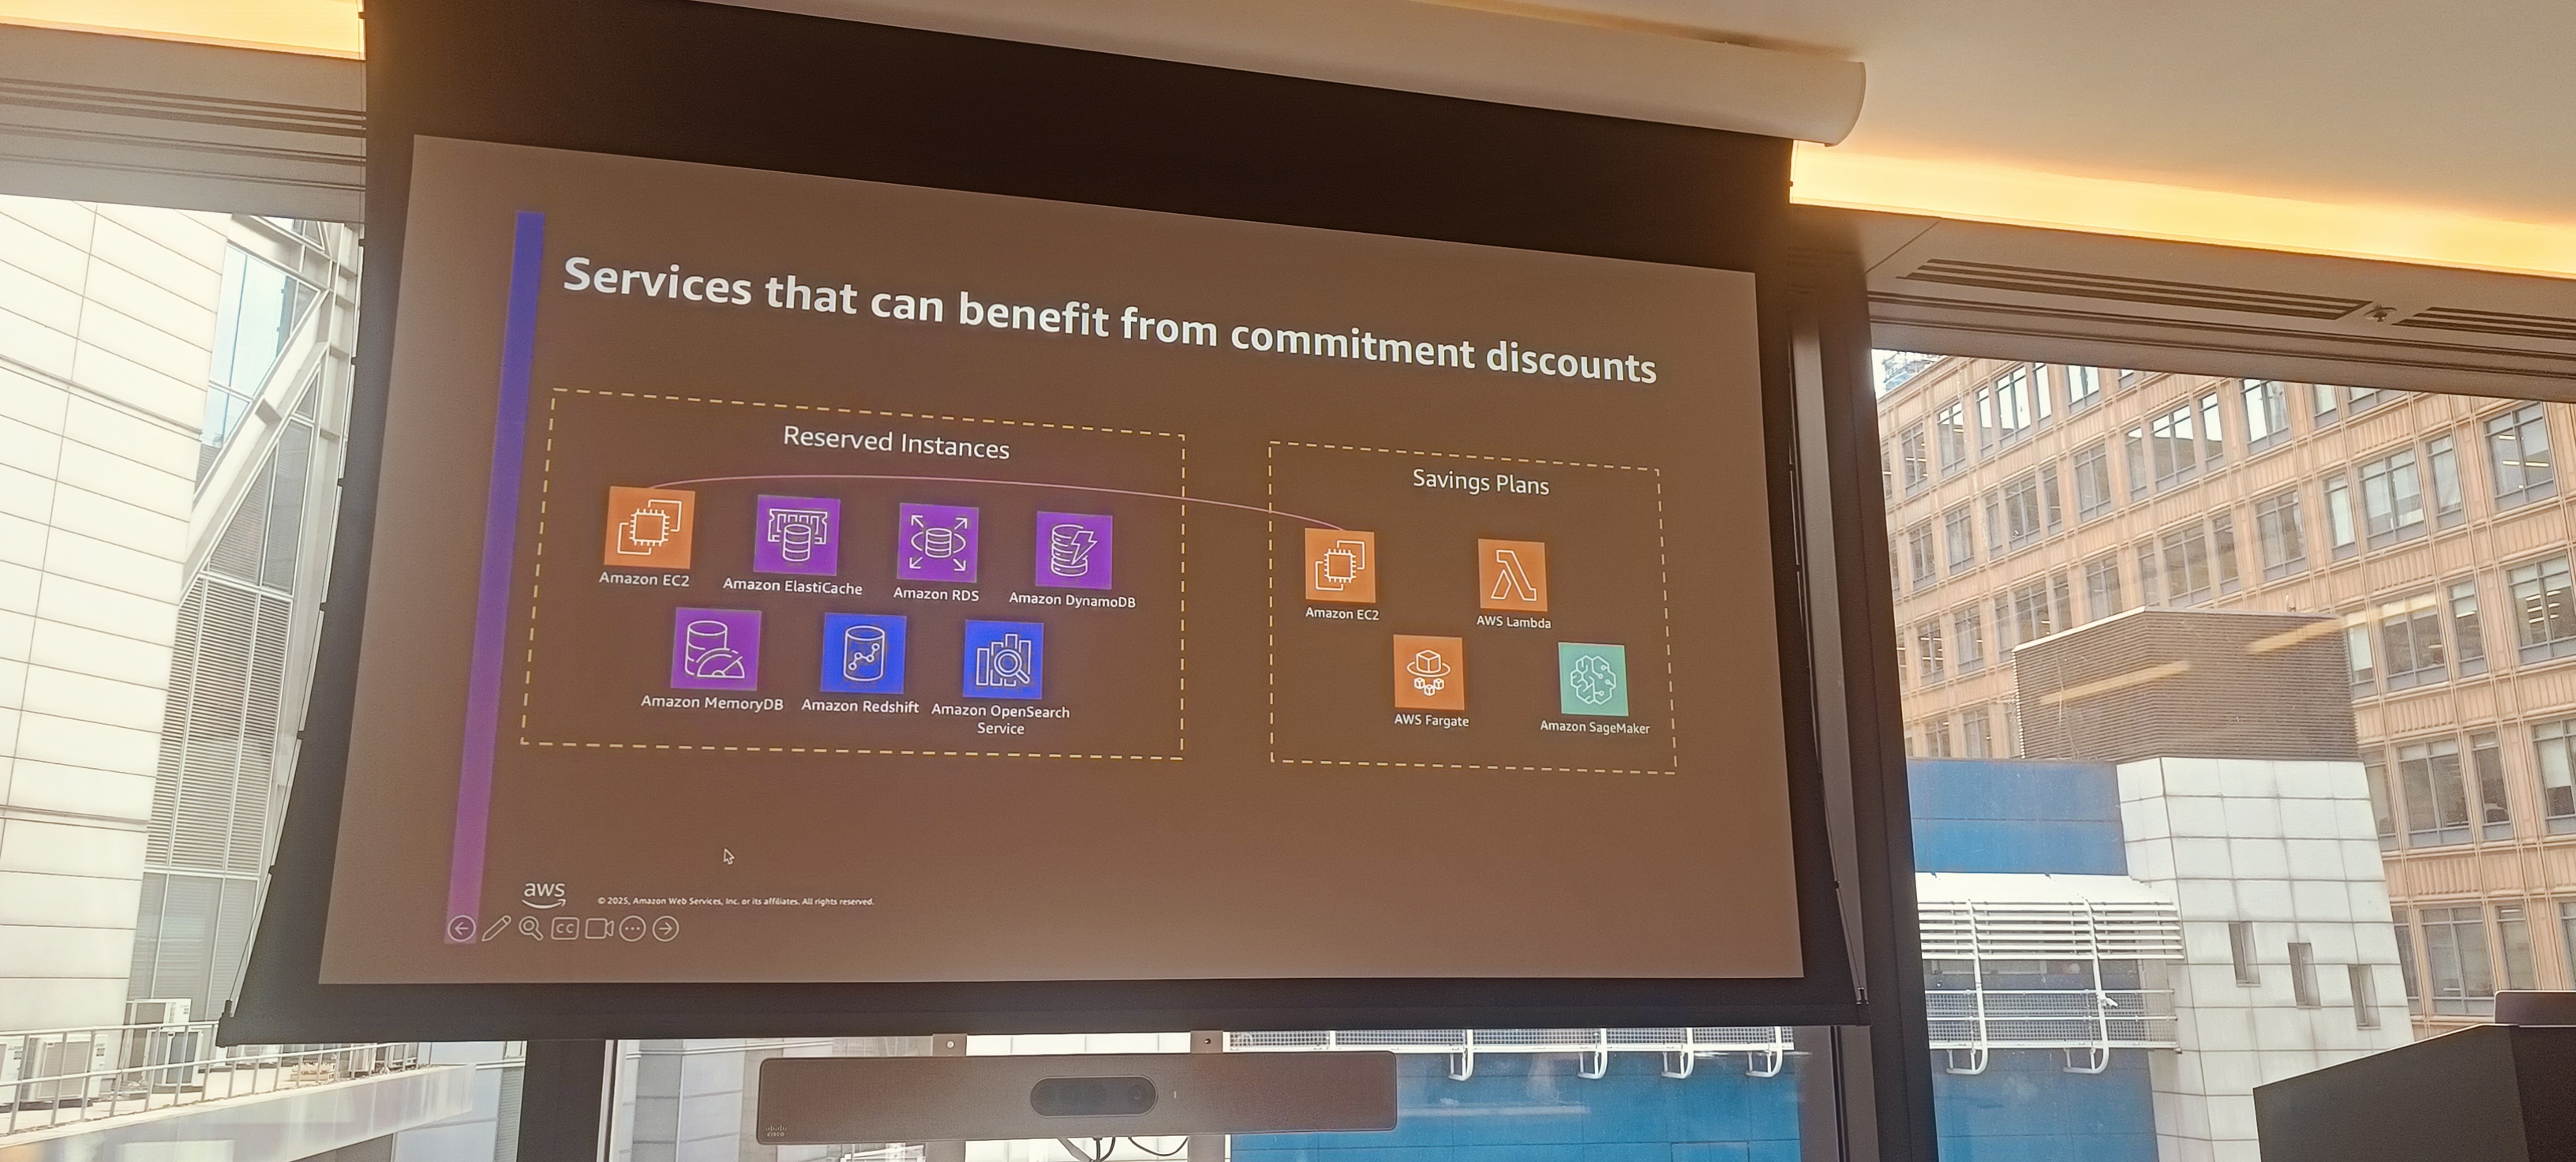 Services that can benefit from commitment discounts
Reserved Instances
Amazon EC2
Amazon ElastiCache
Amazon RDS
Amazon DynamoDB
Amazon MemoryDB
Amazon Redshift
Amazon OpenSearch
Service
Savings Plans
Amazon EC2
AWS Lambda
AWS Fargate
Amazon SageMaker
aws
© 2025, Amazon Web Services, Inc. or its affiliates. All rights reserved.
CC
CISCO